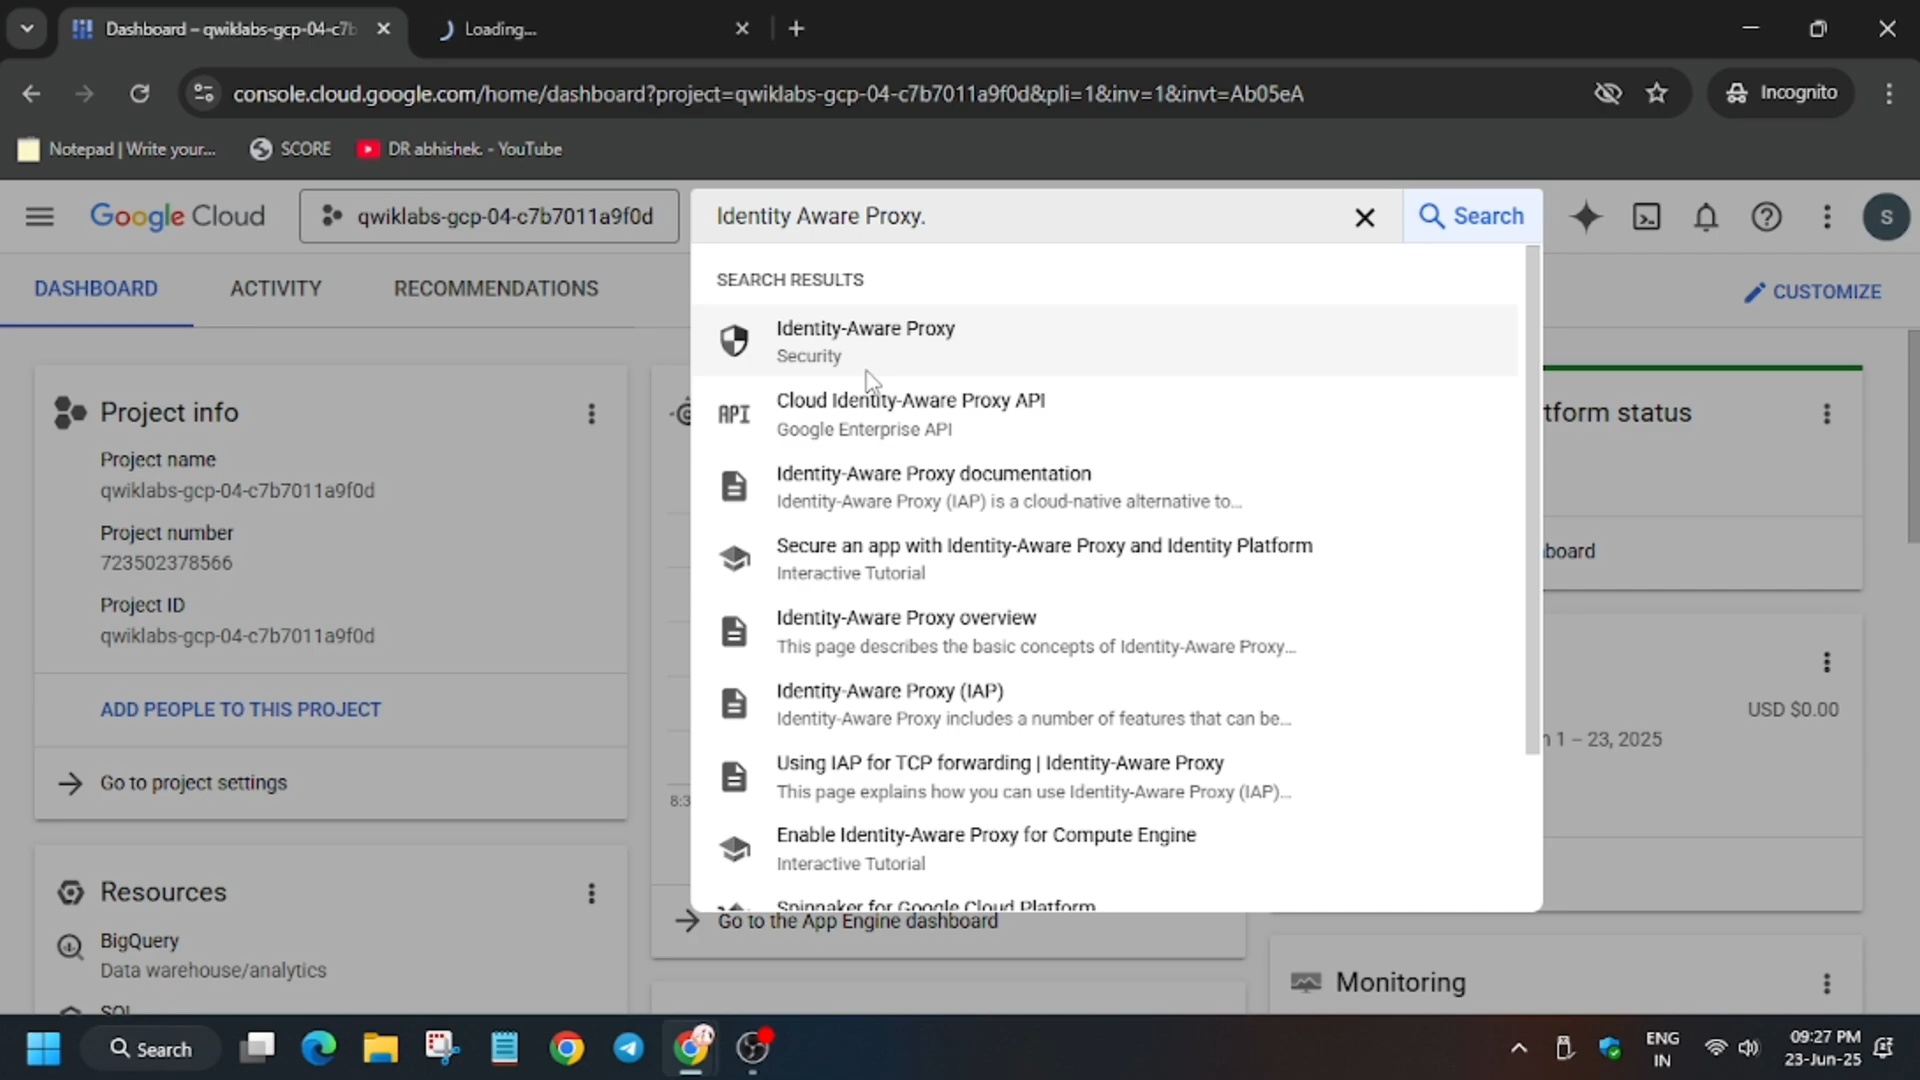 Dashboard – qwiklabs-gcp-04-c7b
Loading...
console.cloud.google.com/home/dashboard?project=qwiklabs-gcp-04-c7b7011a9f0d&pli=1&inv=1&invt=Ab05eA
Incognito
Notepad | Write your...
SCORE
DR abhishek. - YouTube
Google Cloud
qwiklabs-gcp-04-c7b7011a9f0d
Identity Aware Proxy.
Search
S
DASHBOARD
ACTIVITY
RECOMMENDATIONS
CUSTOMIZE
SEARCH RESULTS
Identity-Aware Proxy
Security
API
Cloud Identity-Aware Proxy API
Google Enterprise API
Identity-Aware Proxy documentation
Identity-Aware Proxy (IAP) is a cloud-native alternative to...
Secure an app with Identity-Aware Proxy and Identity Platform
Interactive Tutorial
Identity-Aware Proxy overview
This page describes the basic concepts of Identity-Aware Proxy...
Identity-Aware Proxy (IAP)
Identity-Aware Proxy includes a number of features that can be...
Using IAP for TCP forwarding | Identity-Aware Proxy
This page explains how you can use Identity-Aware Proxy (IAP)...
Enable Identity-Aware Proxy for Compute Engine
Interactive Tutorial
Spinnaker for Google Cloud Platform
Project info
Project name
qwiklabs-gcp-04-c7b7011a9f0d
Project number
723502378566
Project ID
qwiklabs-gcp-04-c7b7011a9f0d
ADD PEOPLE TO THIS PROJECT
Go to project settings
Resources
BigQuery
Data warehouse/analytics
SQL
8:3
Go to the App Engine dashboard
tform status
board
USD $0.00
n 1 – 23, 2025
Monitoring
Search
ENG
IN
09:27 PM
23-Jun-25